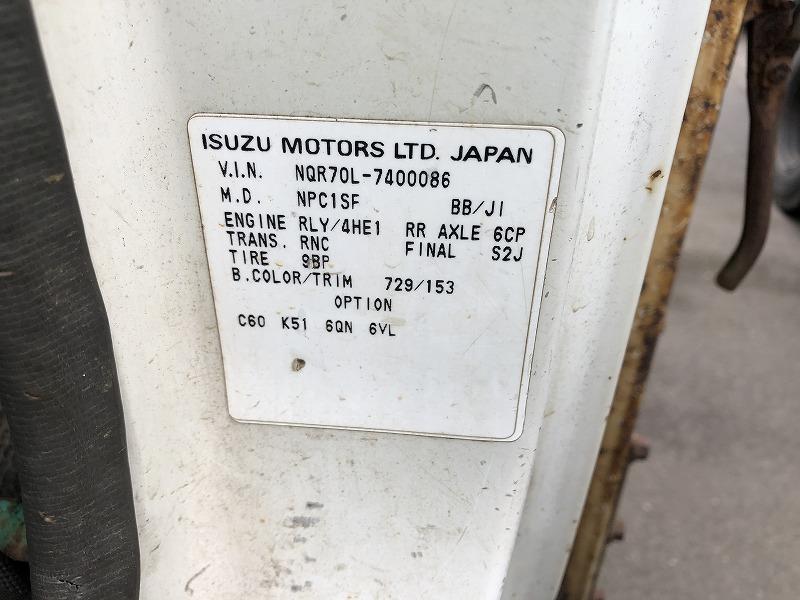 ISUZU MOTORS LTD. JAPAN
V.I.N. NQR70L-7400086
M.D. NPC1SF BB/JI
ENGINE RLY/4HE1 RR AXLE 6CP
TRANS. RNC FINAL S2J
TIRE 9BP
B.COLOR/TRIM 729/153
OPTION
C60 K51 6QN 6VL